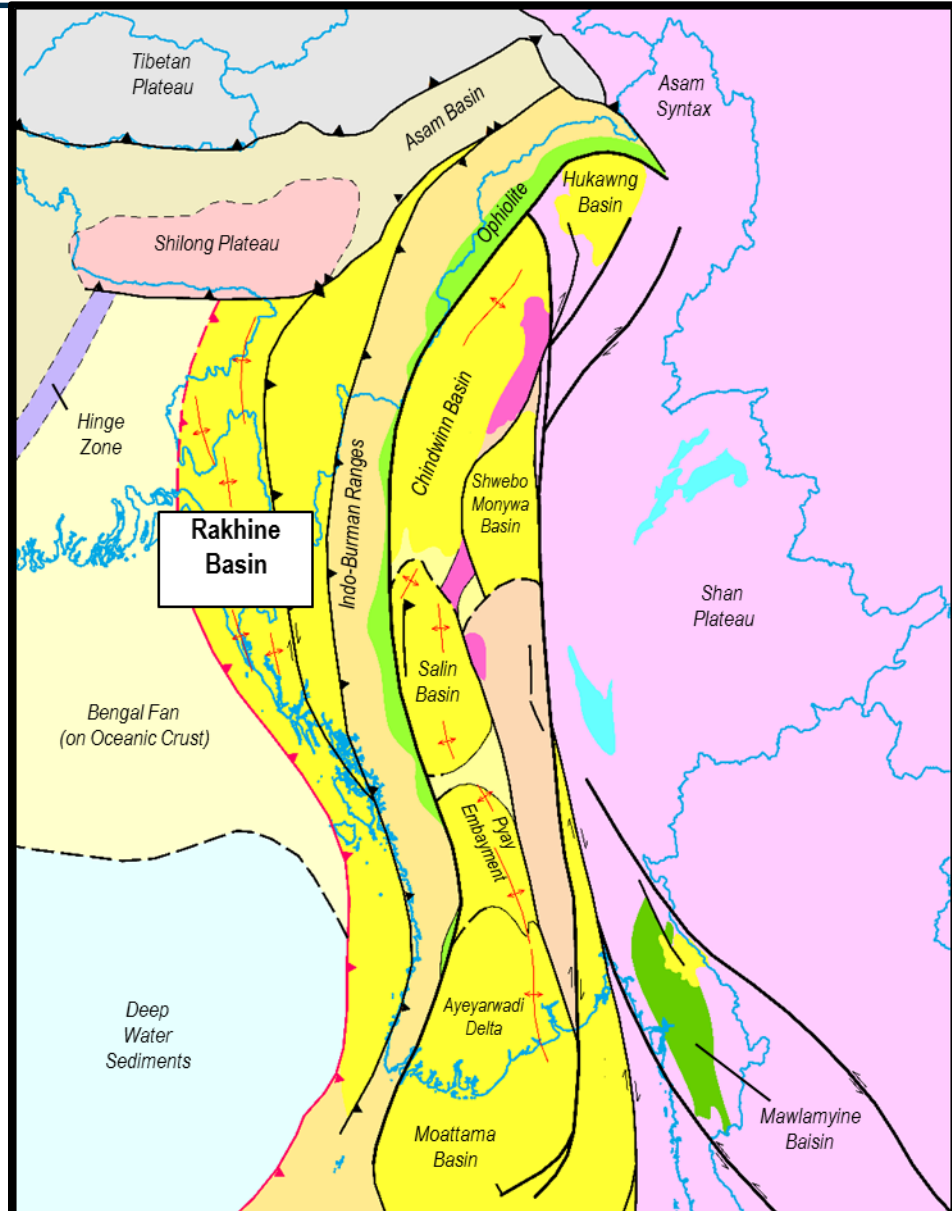 Tibetan
Plateau
Asam Basin
Asam
Syntax
Hukawng
Basin
Ophiolite
Shilong Plateau
Hinge
Zone
Chindwinn Basin
Shwebo
Monywa
Basin
Rakhine
Basin
Indo-Burman Ranges
Shan
Plateau
Salin
Basin
Bengal Fan
(on Oceanic Crust)
Pyay
Embayment
Deep
Water
Sediments
Ayeyarwadi
Delta
Mawlamyine
Baisin
Moattama
Basin